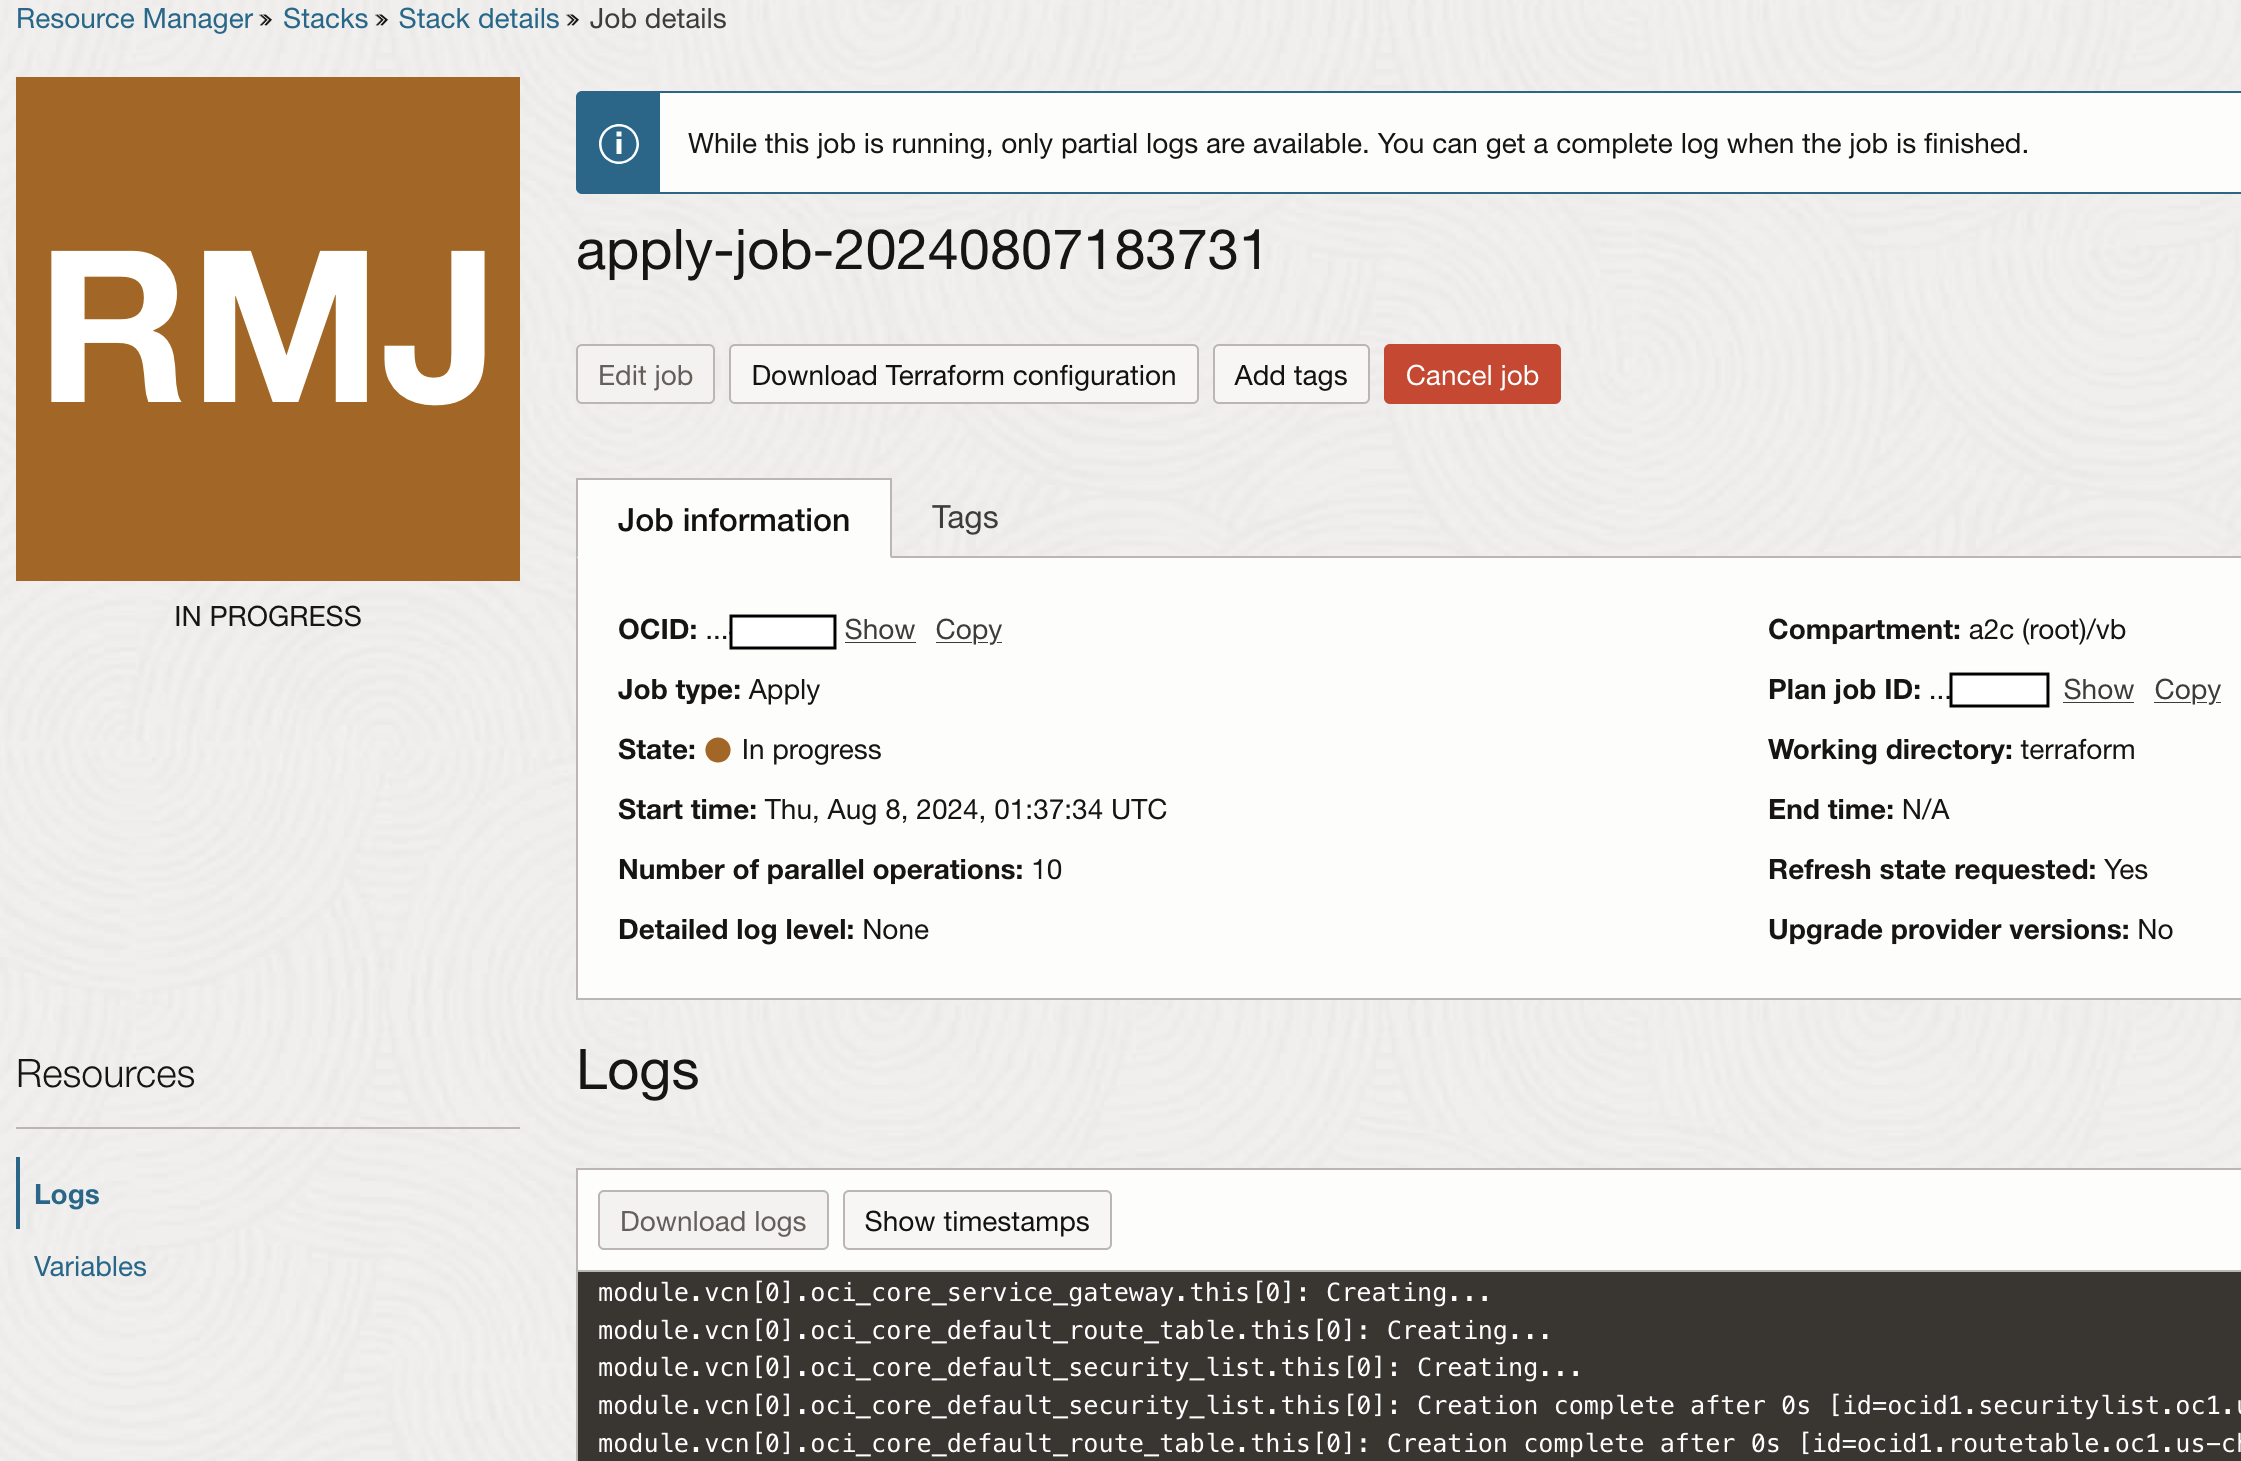 Resource Manager » Stacks » Stack details » Job details
RMJ
IN PROGRESS
While this job is running, only partial logs are available. You can get a complete log when the job is finished.
apply-job-20240807183731
Edit job Download Terraform configuration Add tags Cancel job
Job information Tags
OCID: ... Show Copy
Job type: Apply
State: In progress
Start time: Thu, Aug 8, 2024, 01:37:34 UTC
Number of parallel operations: 10
Detailed log level: None
Compartment: a2c (root)/vb
Plan job ID: ... Show Copy
Working directory: terraform
End time: N/A
Refresh state requested: Yes
Upgrade provider versions: No
Resources
Logs
Variables
Logs
Download logs Show timestamps
module.vcn[0].oci_core_service_gateway.this[0]: Creating...
module.vcn[0].oci_core_default_route_table.this[0]: Creating...
module.vcn[0].oci_core_default_security_list.this[0]: Creating...
module.vcn[0].oci_core_default_security_list.this[0]: Creation complete after 0s [id=ocid1.securitylist.oc1.
module.vcn[0].oci_core_default_route_table.this[0]: Creation complete after 0s [id=ocid1.routetable.oc1.us-c